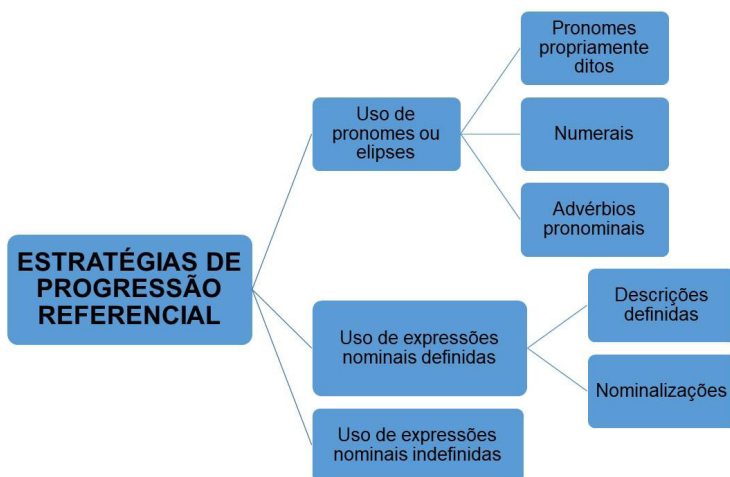 ESTRATÉGIAS DE
PROGRESSÃO
REFERENCIAL
Uso de
pronomes ou
elipses
Pronomes
propriamente
ditos
Numerais
Advérbios
pronominais
Uso de expressões
nominais definidas
Descrições
definidas
Nominalizações
Uso de expressões
nominais indefinidas